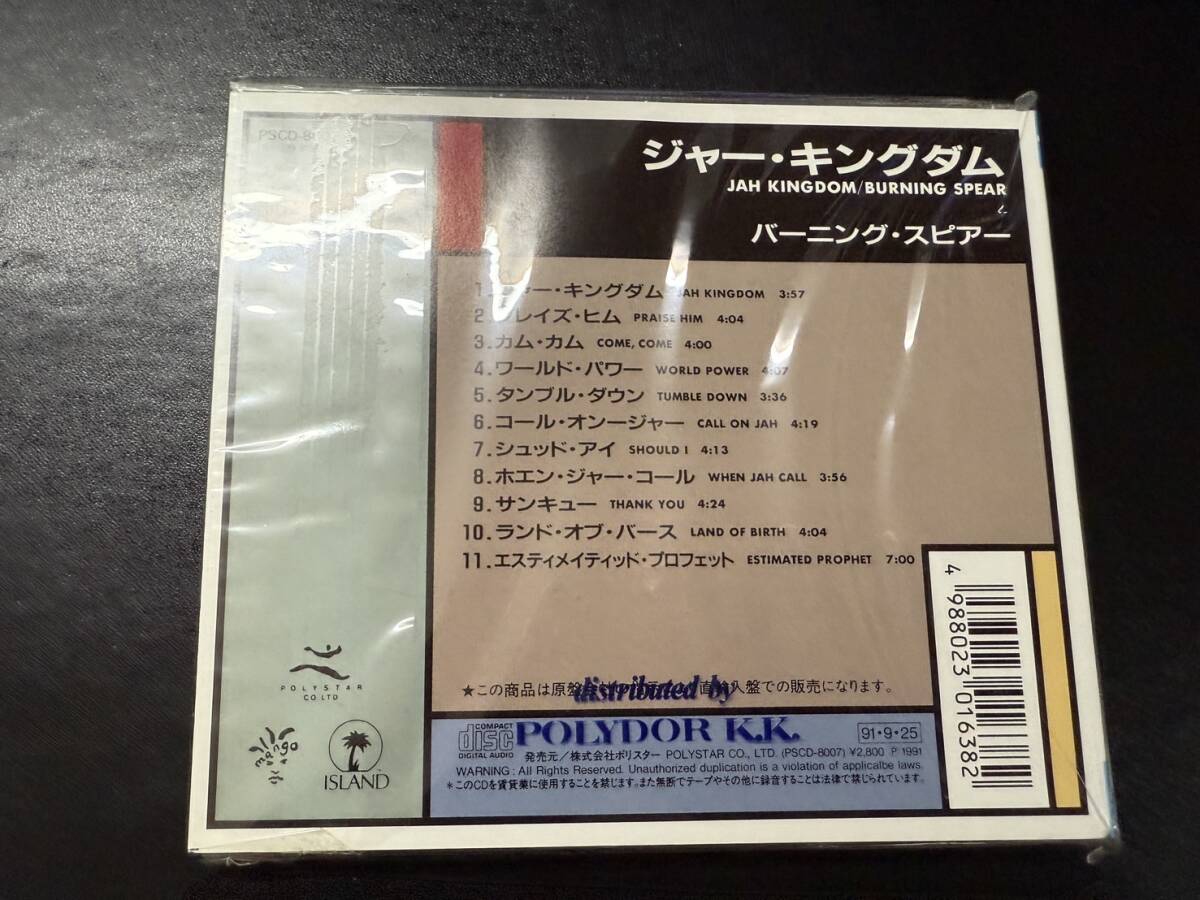 PSCD-8
ジャー・キングダム
JAH KINGDOM/BURNING SPEAR
バーニング・スピアー
1. ー・キングダム JAH KINGDOM 3:57
2. レイズ・ヒム PRAISE HIM 4:04
3. カム・カム COME, COME 4:00
4. ワールド・パワー WORLD POWER 4:07
5. タンブル・ダウン TUMBLE DOWN 3:36
6. コール・オンージャー CALL ON JAH 4:19
7. シュッド・アイ SHOULD I 4:13
8. ホエン・ジャー・コール WHEN JAH CALL 3:56
9. サンキュー THANK YOU 4:24
10. ランド・オブ・バース LAND OF BIRTH 4:04
11. エスティメイティッド・プロフェット ESTIMATED PROPHET 7:00
★この商品は原盤 直輸入盤での販売になります。
distributed by
POLYDOR K.K.
COMPACT disc DIGITAL AUDIO
91・9・25
発売元／株式会社ポリスター POLYSTAR CO., LTD. (PSCD-8007) ¥2,800 P 1991
WARNING : All Rights Reserved. Unauthorized duplication is a violation of applicalbe laws.
＊このCDを賃貸業に使用することを禁じます。また無断でテープやその他に録音することは法律で禁じられています。
POLYSTAR
CO. LTD
mango
ISLAND
4 988023 016382